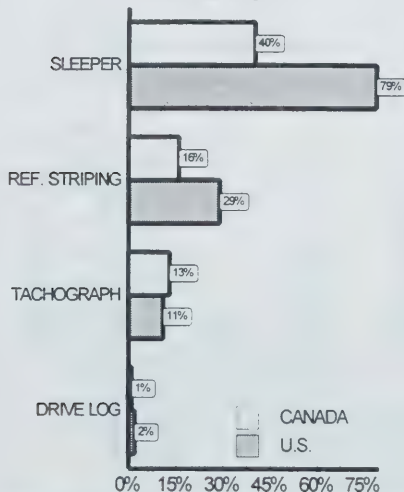 40%
SLEEPER
79%
16%
REF. STRIPING
29%
13%
TACHOGRAPH
11%
1%
DRIVE LOG
2%
CANADA
U.S.
0% 15% 30% 45% 60% 75%